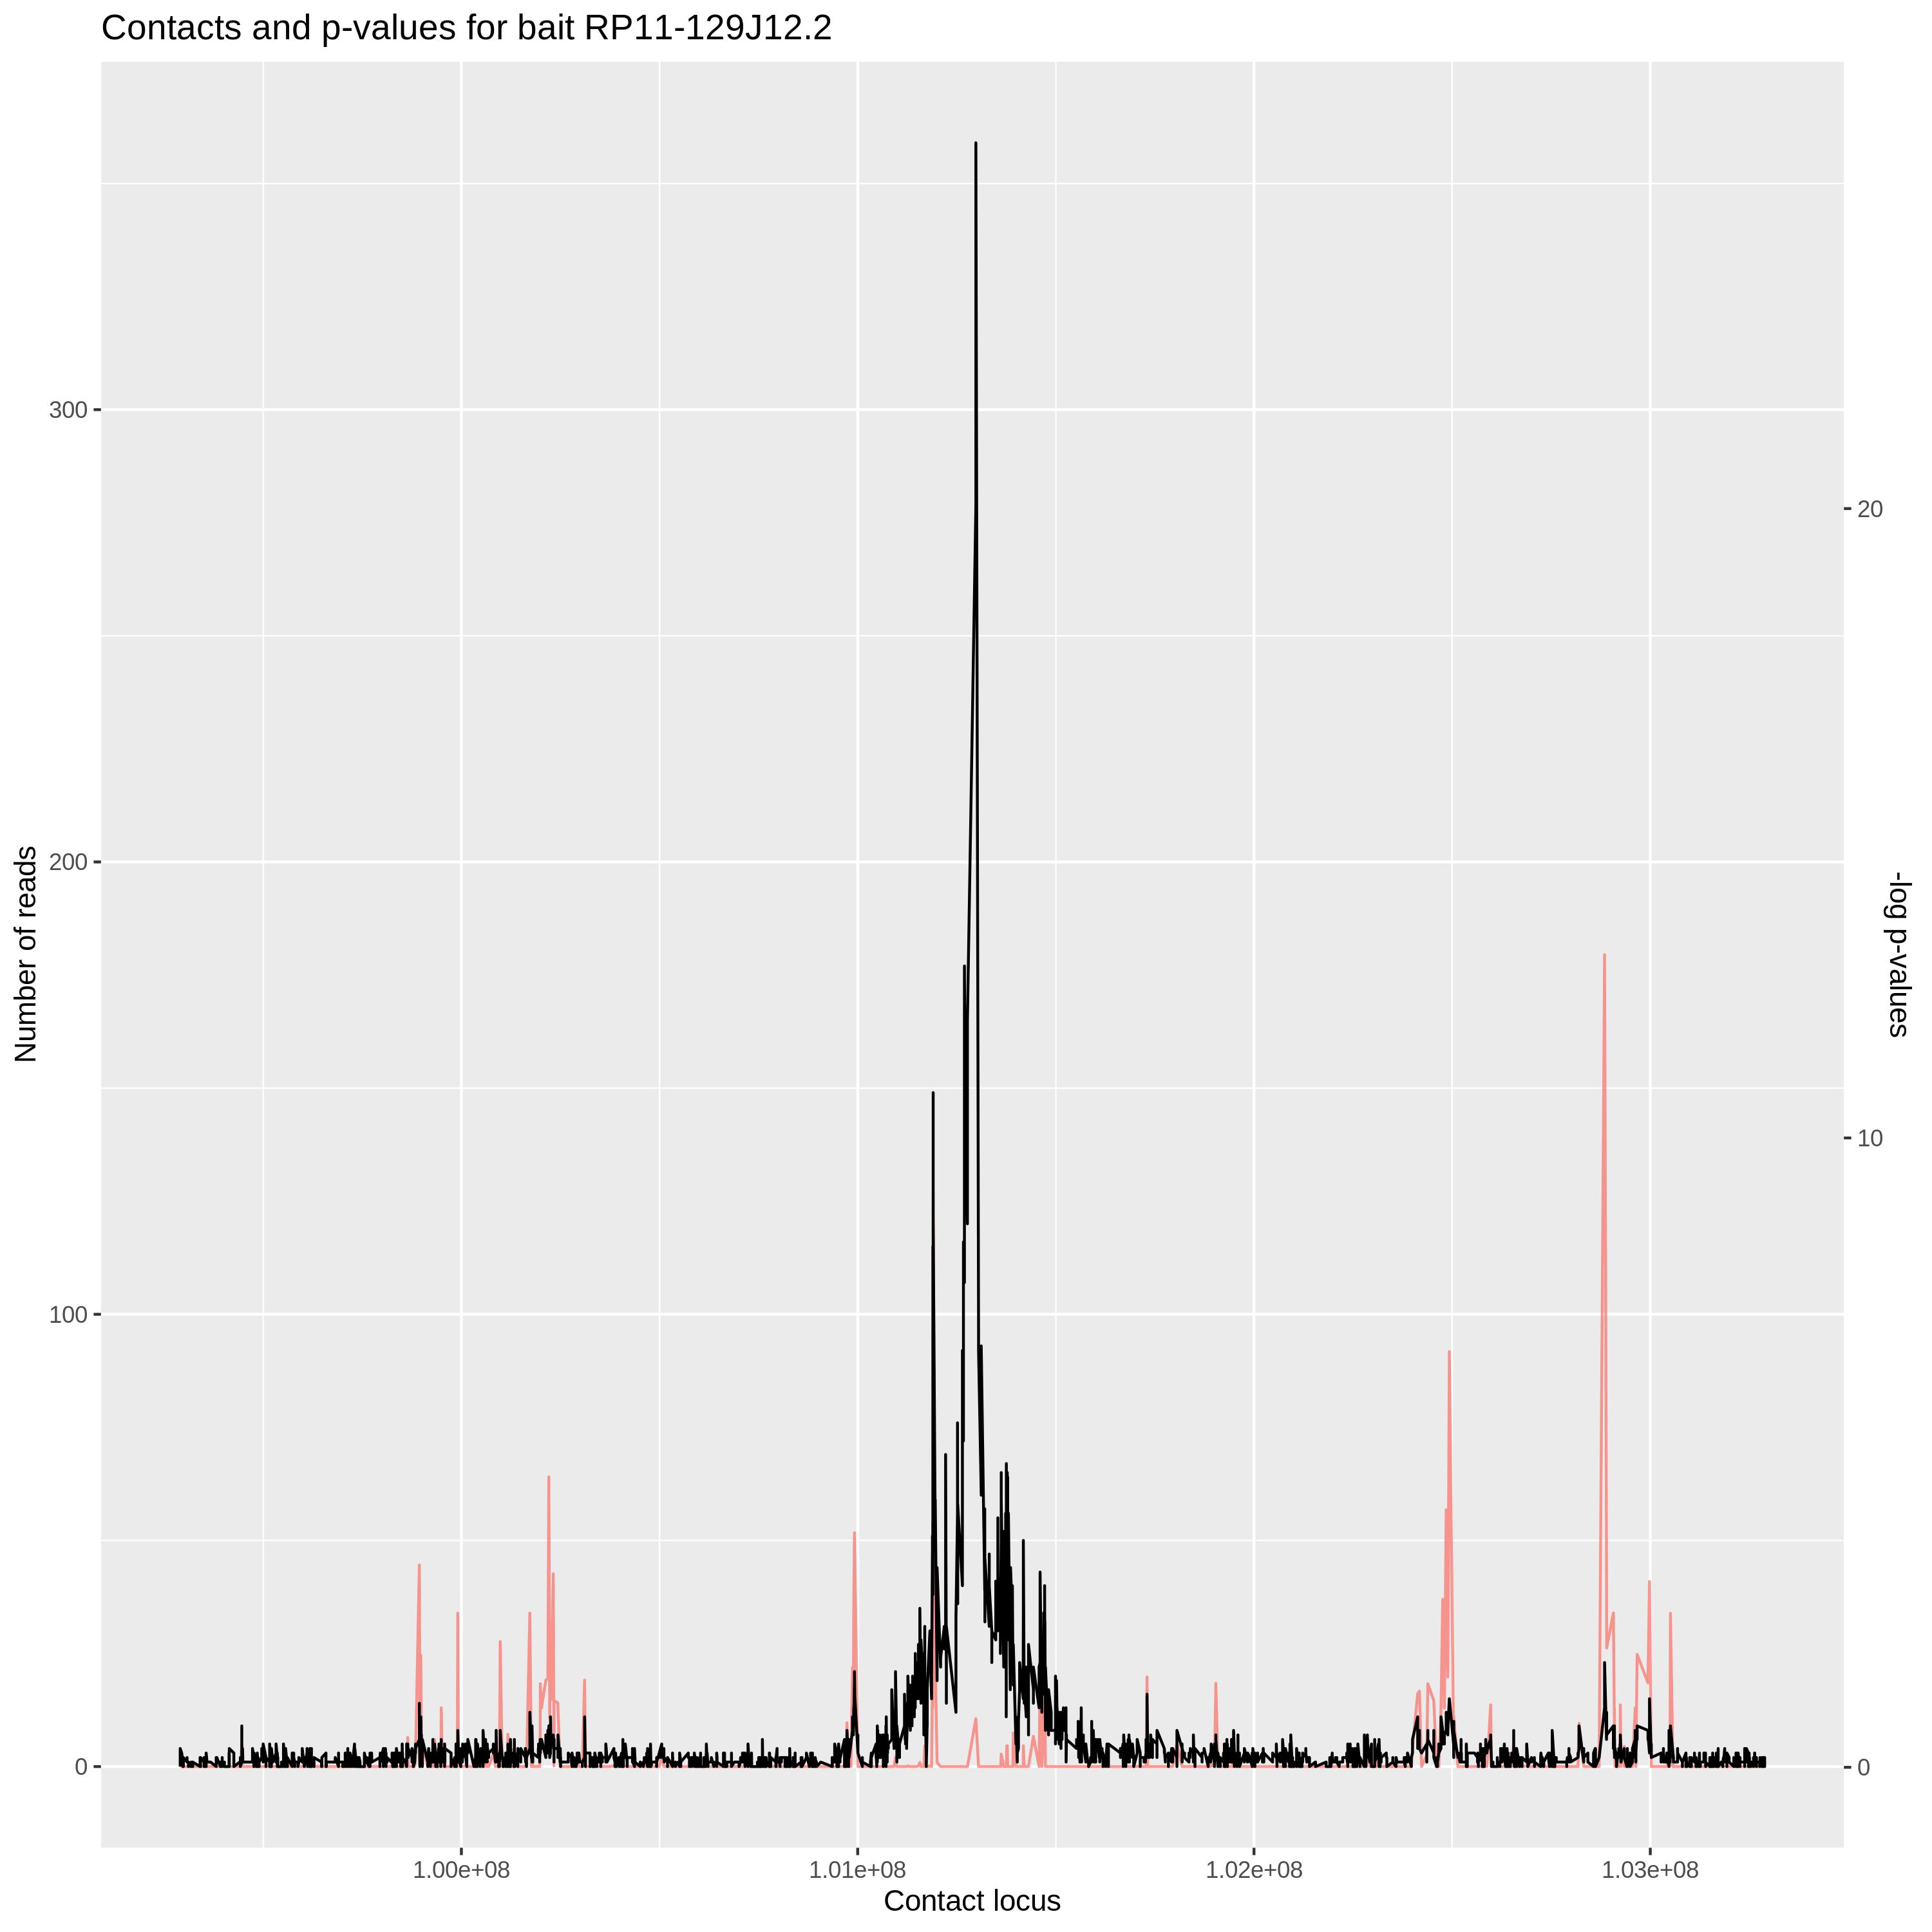 Contacts and p-values for bait RP11-129J12.2
Number of reads
300
200
100
0
20
10
0
-log p-values
1.00e+08
1.01e+08
1.02e+08
1.03e+08
Contact locus